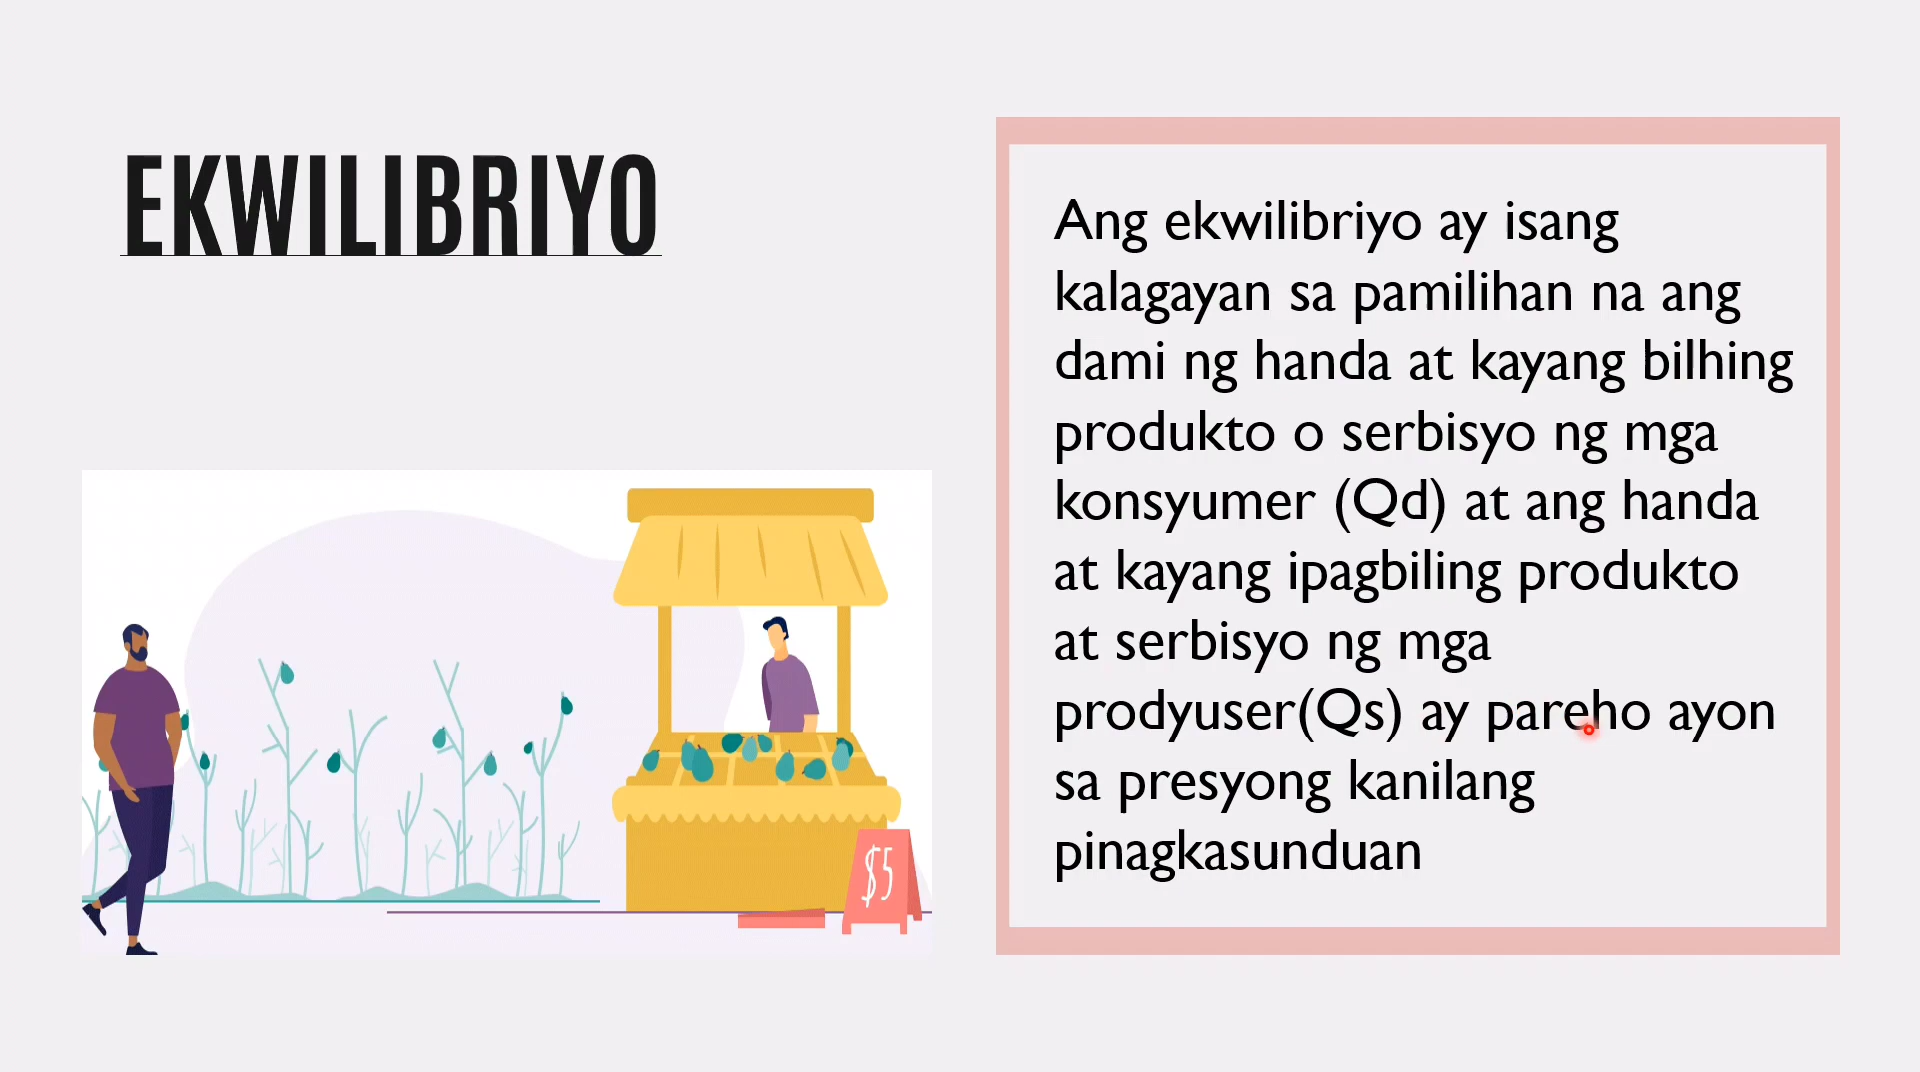 EKWILIBRIYO
Ang ekwilibriyo ay isang
kalagayan sa pamilihan na ang
dami ng handa at kayang bilhing
produkto o serbisyo ng mga
konsyumer (Qd) at ang handa
at kayang ipagbiling produkto
at serbisyo ng mga
prodyuser(Qs) ay pareho ayon
sa presyong kanilang
pinagkasunduan
$5